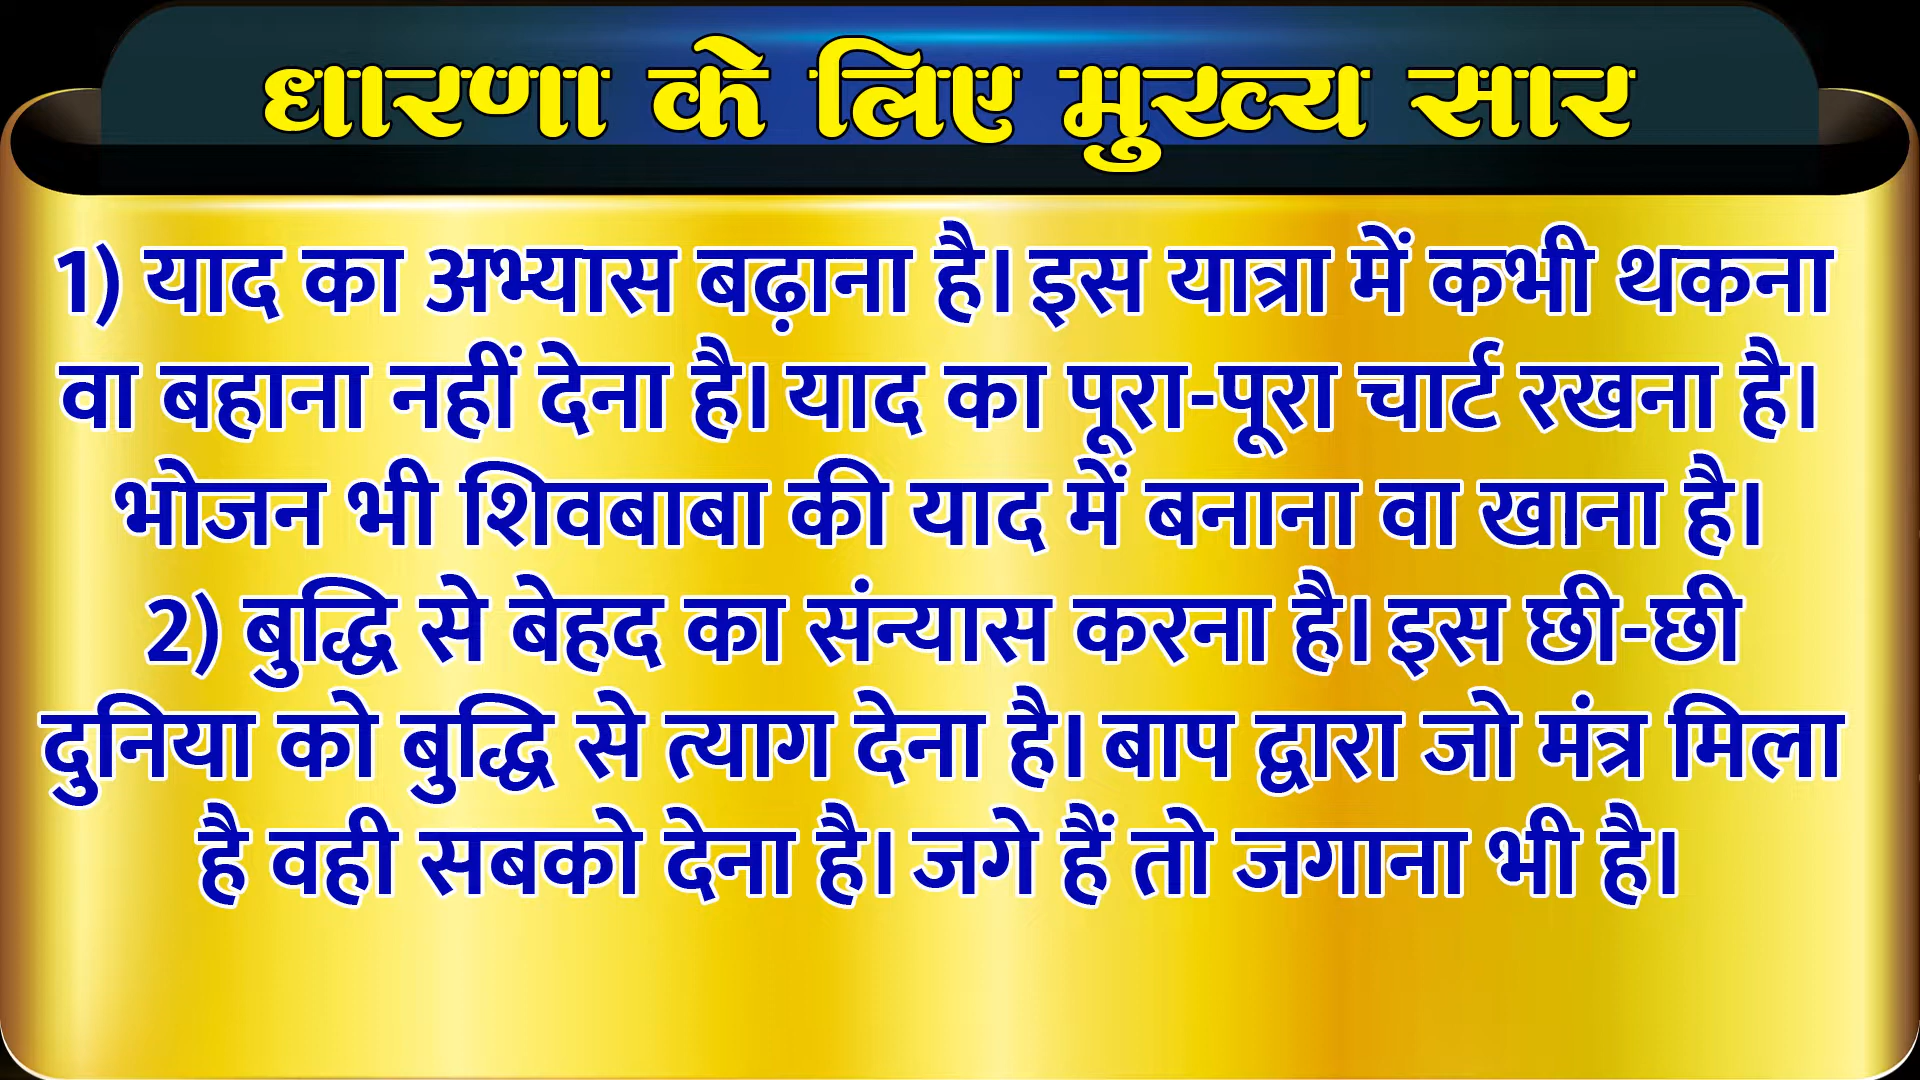 धारणा के लिए मुख्य सार
1) याद का अभ्यास बढ़ाना है। इस यात्रा में कभी थकना
वा बहाना नहीं देना है। याद का पूरा-पूरा चार्ट रखना है।
भोजन भी शिवबाबा की याद में बनाना वा खाना है।
2) बुद्धि से बेहद का संन्यास करना है। इस छी-छी
दुनिया को बुद्धि से त्याग देना है। बाप द्वारा जो मंत्र मिला
है वही सबको देना है। जगे हैं तो जगाना भी है।